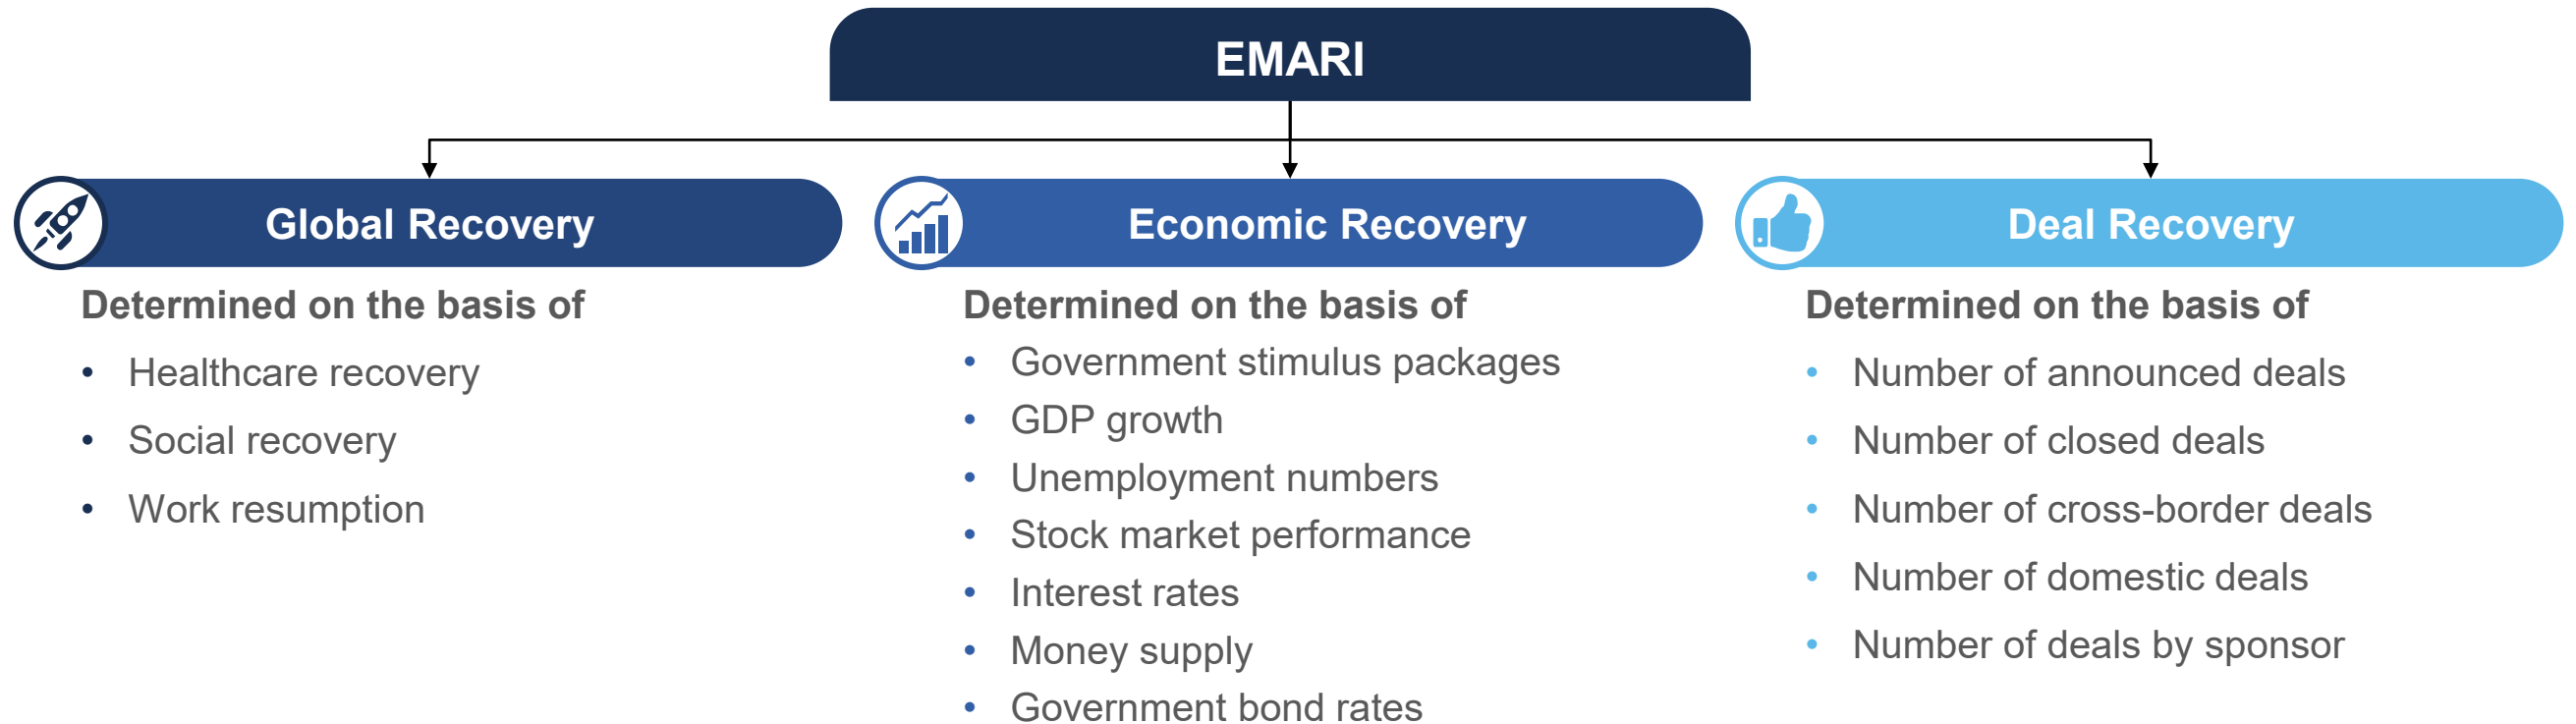 EMARI
Global Recovery
Determined on the basis of
• Healthcare recovery
• Social recovery
• Work resumption
Economic Recovery
Determined on the basis of
• Government stimulus packages
• GDP growth
• Unemployment numbers
• Stock market performance
• Interest rates
• Money supply
• Government bond rates
Deal Recovery
Determined on the basis of
• Number of announced deals
• Number of closed deals
• Number of cross-border deals
• Number of domestic deals
• Number of deals by sponsor